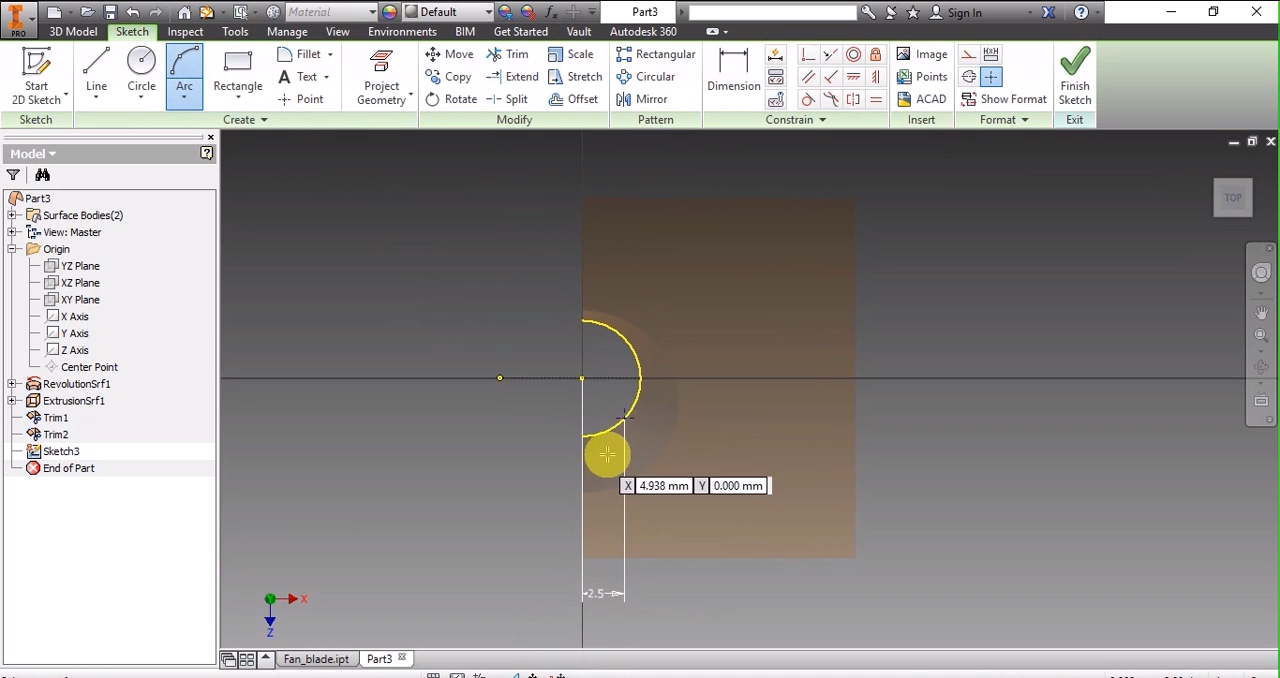 Material
Default
Part3
Sign In
PRO
3D Model
Sketch
Inspect
Tools
Manage
View
Environments
BIM
Get Started
Vault
Autodesk 360
Start
2D Sketch
Line
Circle
Arc
Rectangle
Fillet
Text
Point
Project
Geometry
Move
Copy
Rotate
Trim
Extend
Split
Scale
Stretch
Offset
Rectangular
Circular
Mirror
Dimension
Image
Points
ACAD
Show Format
Finish
Sketch
Sketch
Create
Modify
Pattern
Constrain
Insert
Format
Exit
Model
Part3
Surface Bodies(2)
View: Master
Origin
YZ Plane
XZ Plane
XY Plane
X Axis
Y Axis
Z Axis
Center Point
RevolutionSrf1
ExtrusionSrf1
Trim1
Trim2
Sketch3
End of Part
TOP
X 4.938 mm Y 0.000 mm
2.5
X
Z
Fan_blade.ipt
Part3